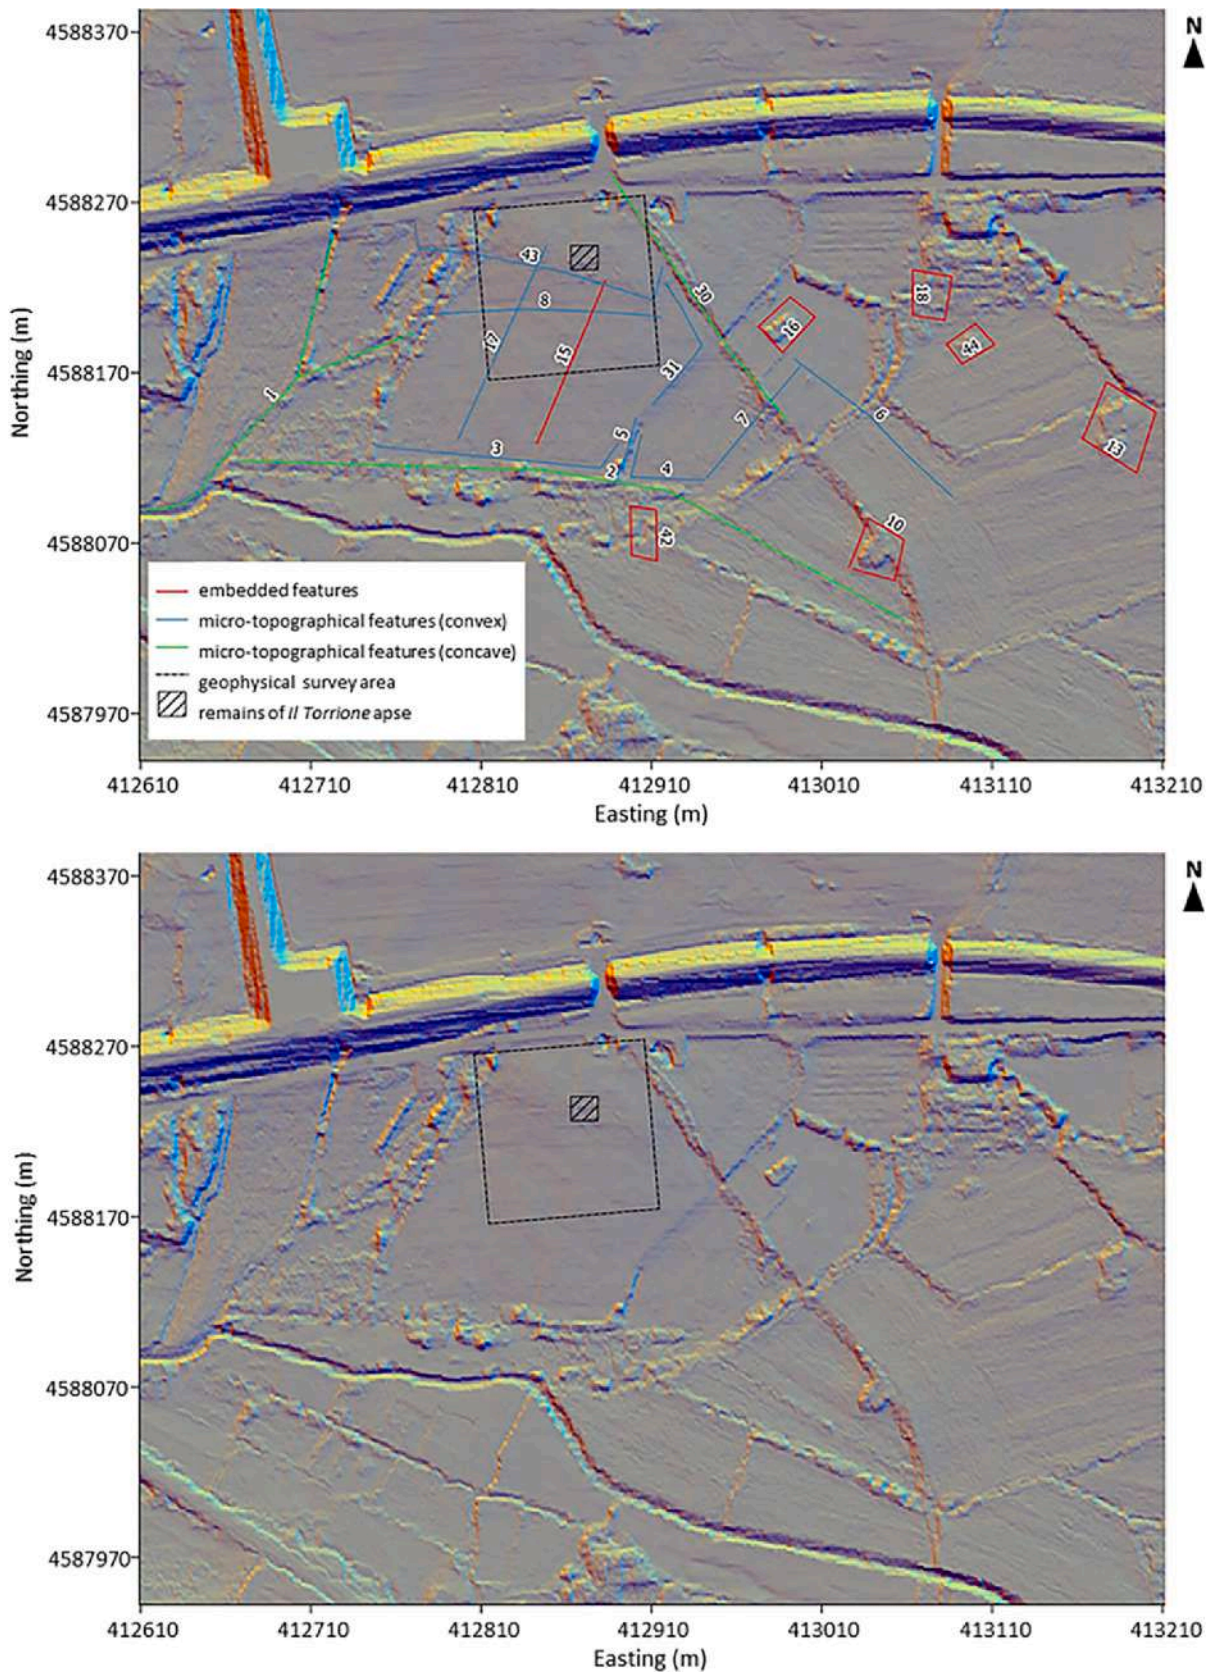 4588370
N
4588270
43
8
17
15
30
16
18
44
31
4588170
1
7
6
13
3
5
2
4
10
42
4588070
Northing (m)
embedded features
micro-topographical features (convex)
micro-topographical features (concave)
geophysical survey area
remains of Il Torrione apse
4587970
412610 412710 412810 412910 413010 413110 413210
Easting (m)
4588370
N
4588270
4588170
Northing (m)
4588070
4587970
412610 412710 412810 412910 413010 413110 413210
Easting (m)